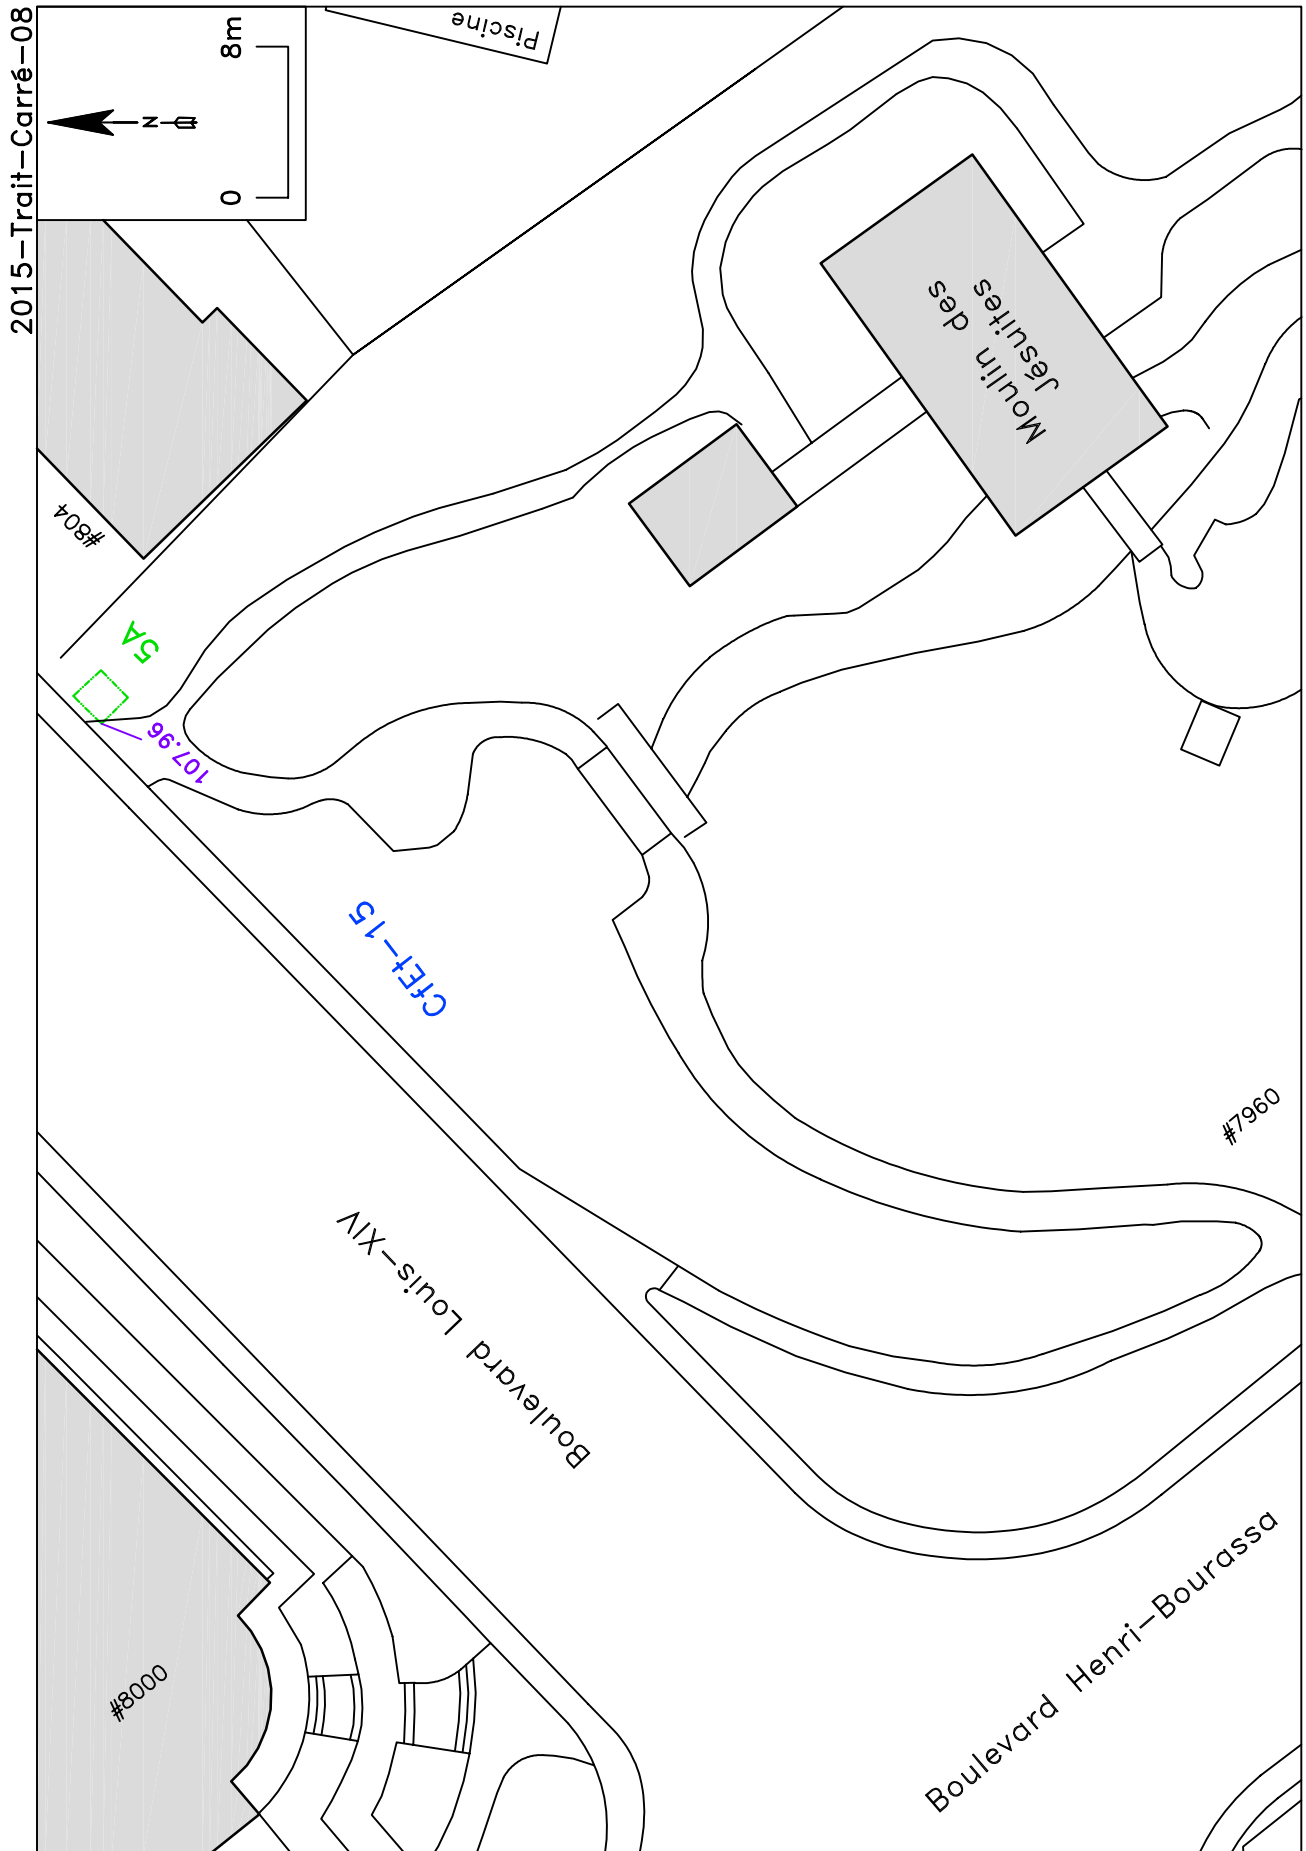 2015-Trait-Carré-08
N
8m
0
Piscine
#804
5A
107.96
Moulin des
Jésuites
CfEt-15
#7960
Boulevard Louis-XIV
Boulevard Henri-Bourassa
#8000